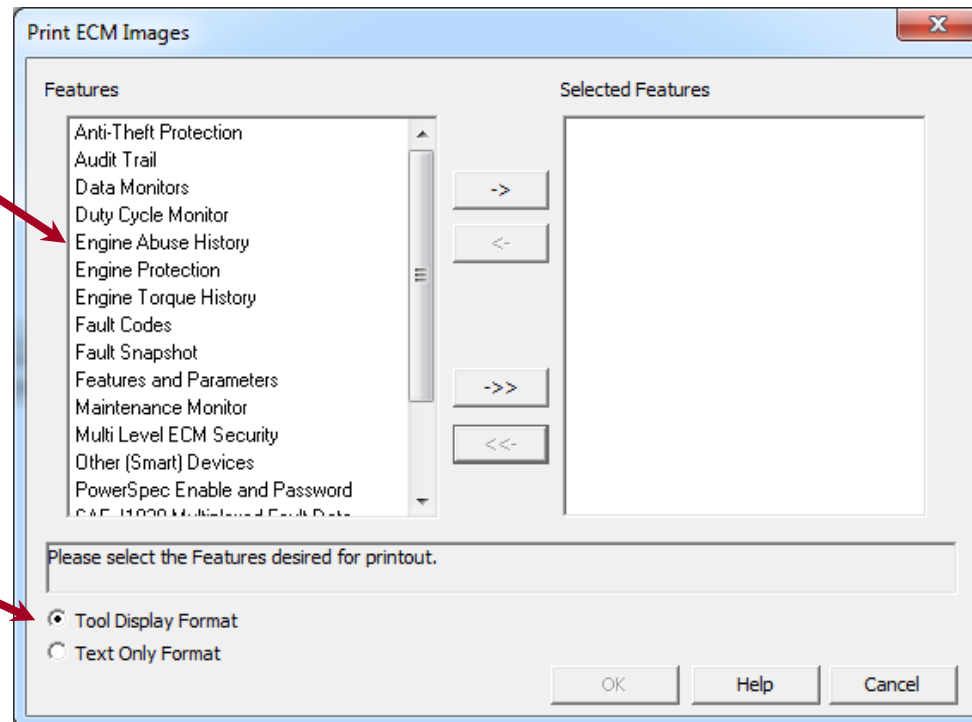 Print ECM Images
Features
Selected Features
Anti-Theft Protection
Audit Trail
Data Monitors
Duty Cycle Monitor
Engine Abuse History
Engine Protection
Engine Torque History
Fault Codes
Fault Snapshot
Features and Parameters
Maintenance Monitor
Multi Level ECM Security
Other (Smart) Devices
PowerSpec Enable and Password
->
<-
->>
<<-
Please select the Features desired for printout.
Tool Display Format
Text Only Format
OK
Help
Cancel